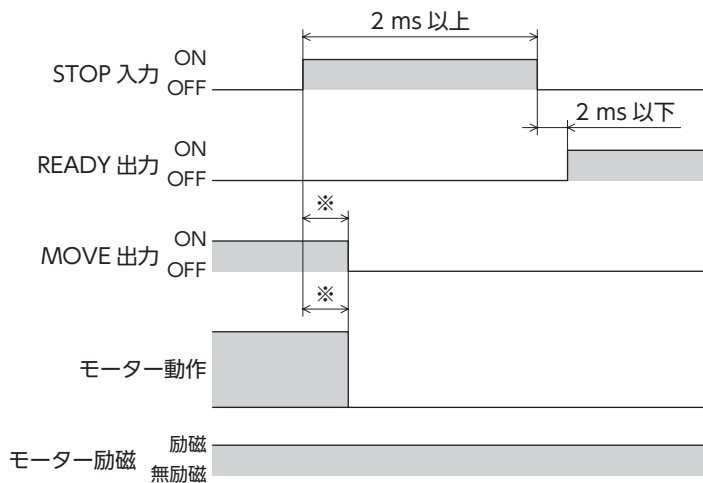 2 ms 以上
STOP 入力 ON
OFF
2 ms 以下
READY 出力 ON
OFF
※
MOVE 出力 ON
OFF
※
モーター動作
モーター励磁 励磁
無励磁